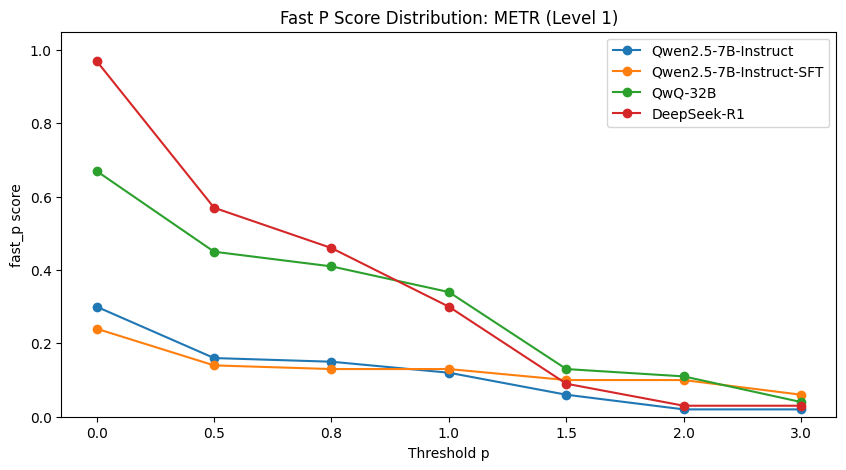 Fast P Score Distribution: METR (Level 1)
Qwen2.5-7B-Instruct
Qwen2.5-7B-Instruct-SFT
QwQ-32B
DeepSeek-R1
fast_p score
1.0
0.8
0.6
0.4
0.2
0.0
0.0 0.5 0.8 1.0 1.5 2.0 3.0
Threshold p